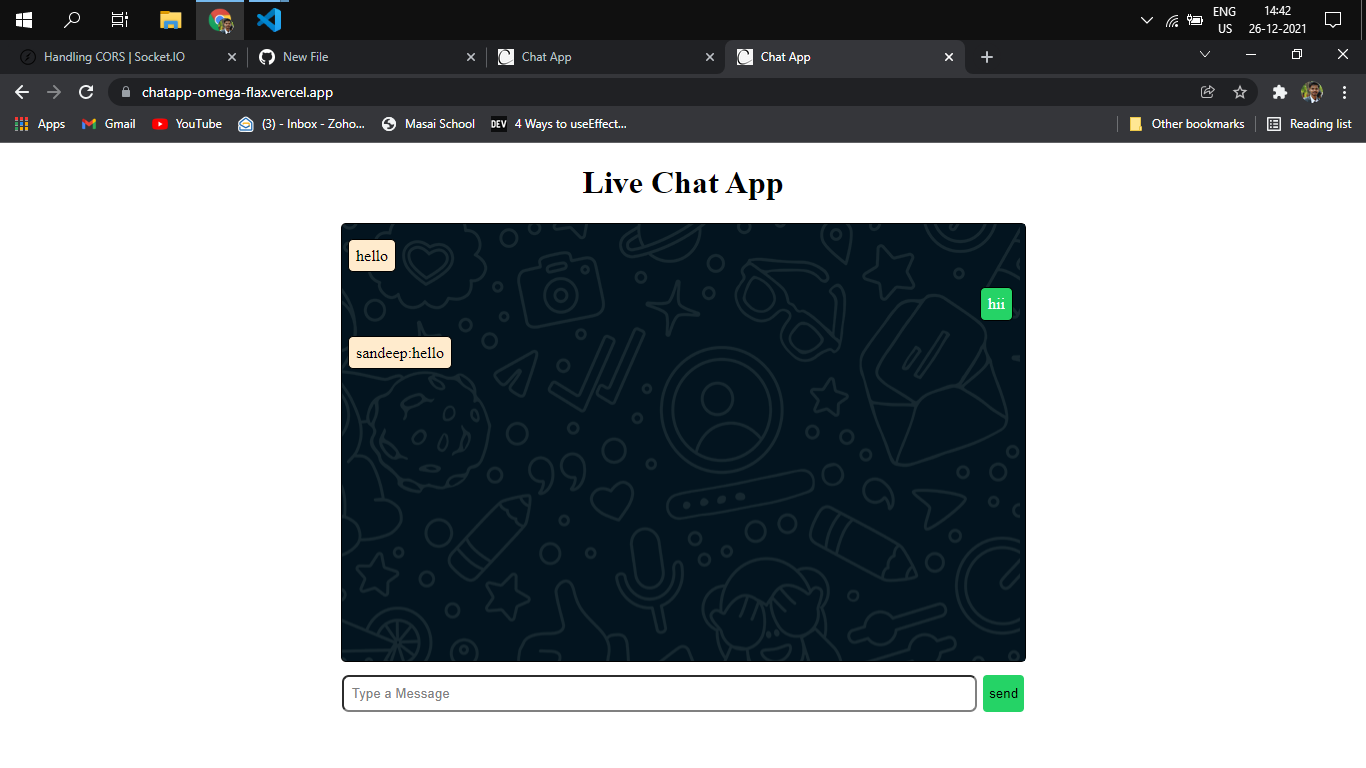 ENG 14:42
US 26-12-2021
Handling CORS | Socket.IO New File Chat App Chat App
chatapp-omega-flax.vercel.app
Apps Gmail YouTube (3) - Inbox - Zoho... Masai School DEV 4 Ways to useEffect... Other bookmarks Reading list
Live Chat App
hello
hii
sandeep:hello
Type a Message send